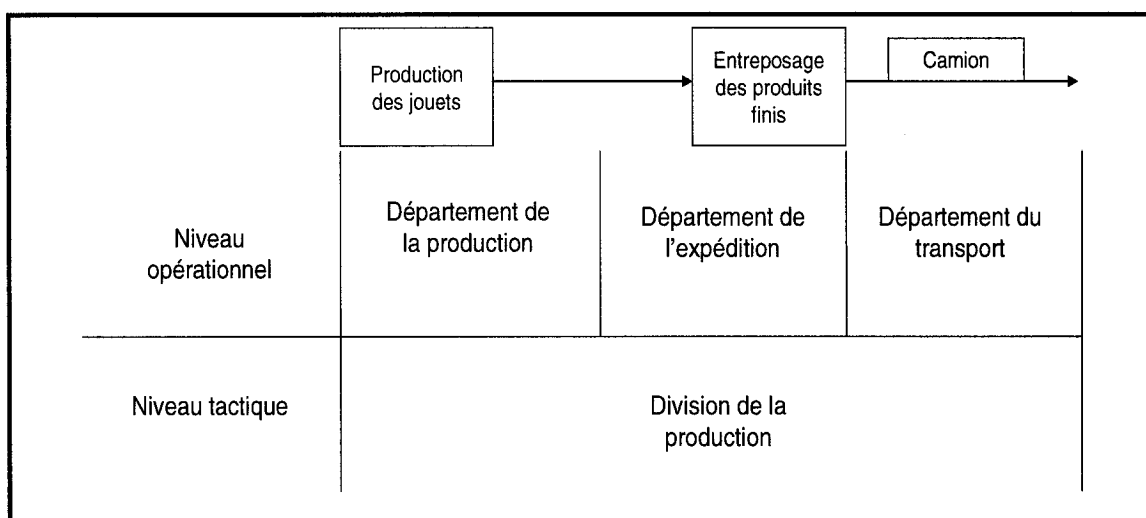 Production
des jouets
Entreposage
des produits
finis
Camion
Niveau
opérationnel
Département de
la production
Département de
l'expédition
Département du
transport
Niveau tactique
Division de la
production